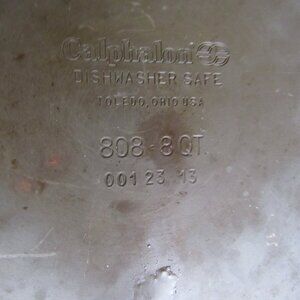 Calphalon
DISHWASHER SAFE
TOLEDO, OHIO USA
808 - 8 QT.
001 23 13